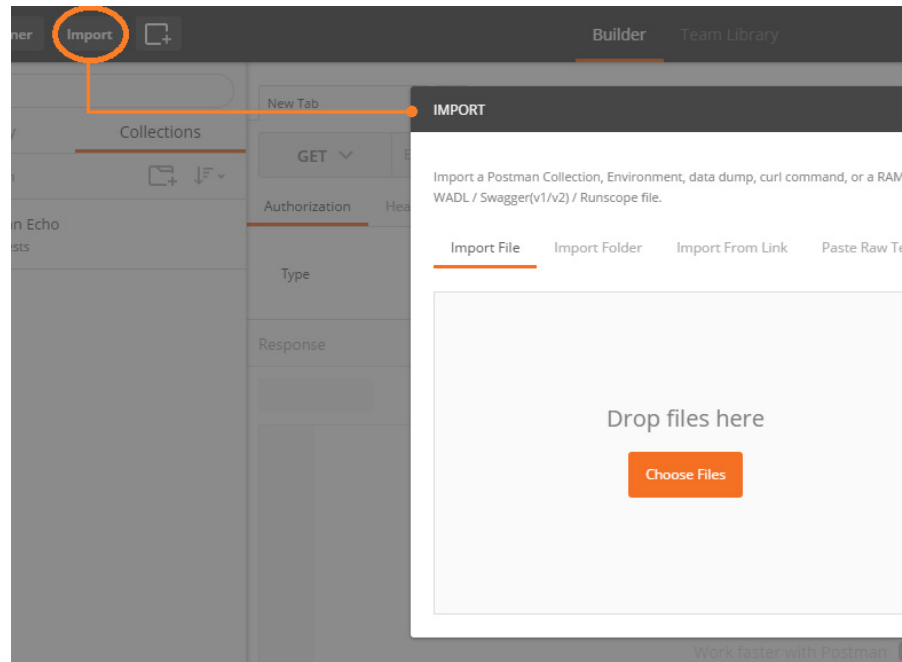 ner Import
Builder Team Library
New Tab
IMPORT
Collections
GET
Import a Postman Collection, Environment, data dump, curl command, or a RAM
WADL / Swagger(v1/v2) / Runscope file.
Authorization Hea
n Echo
sts
Import File Import Folder Import From Link Paste Raw Te
Type
Response
Drop files here
Choose Files
Work faster with Postman